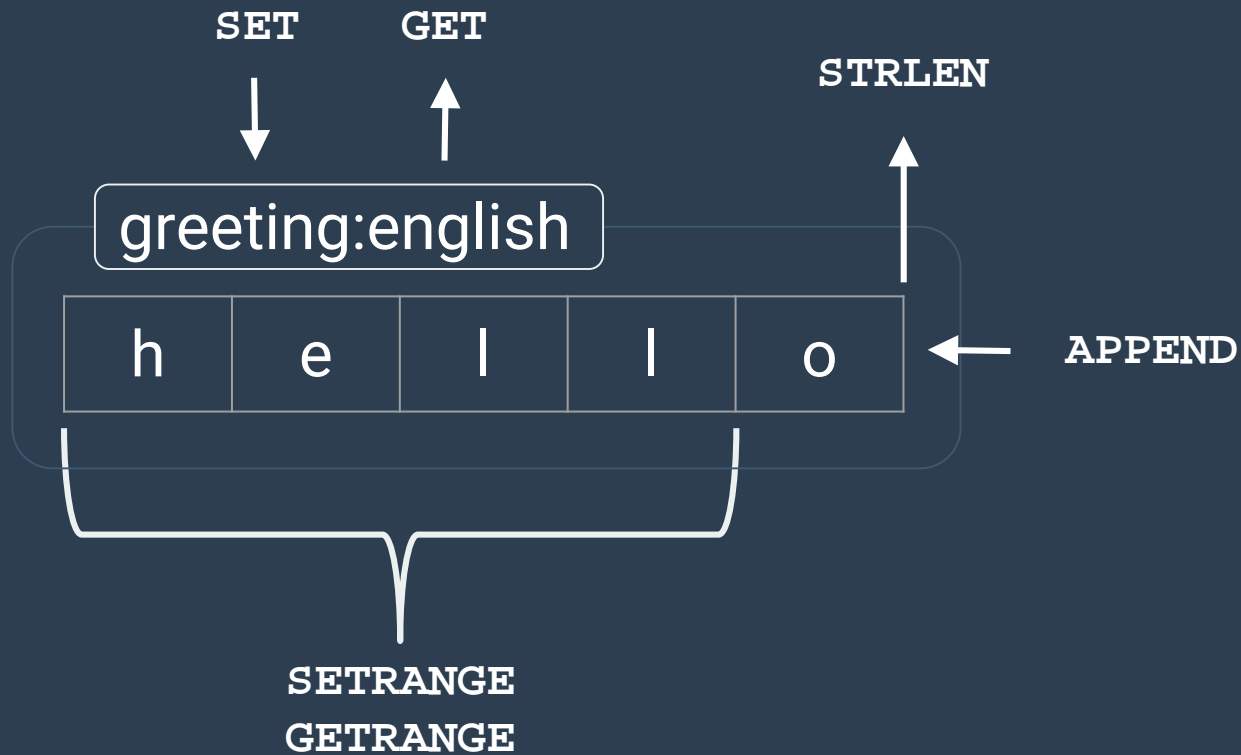 SET GET
STRLEN
greeting:english
h e l l o
APPEND
SETRANGE
GETRANGE